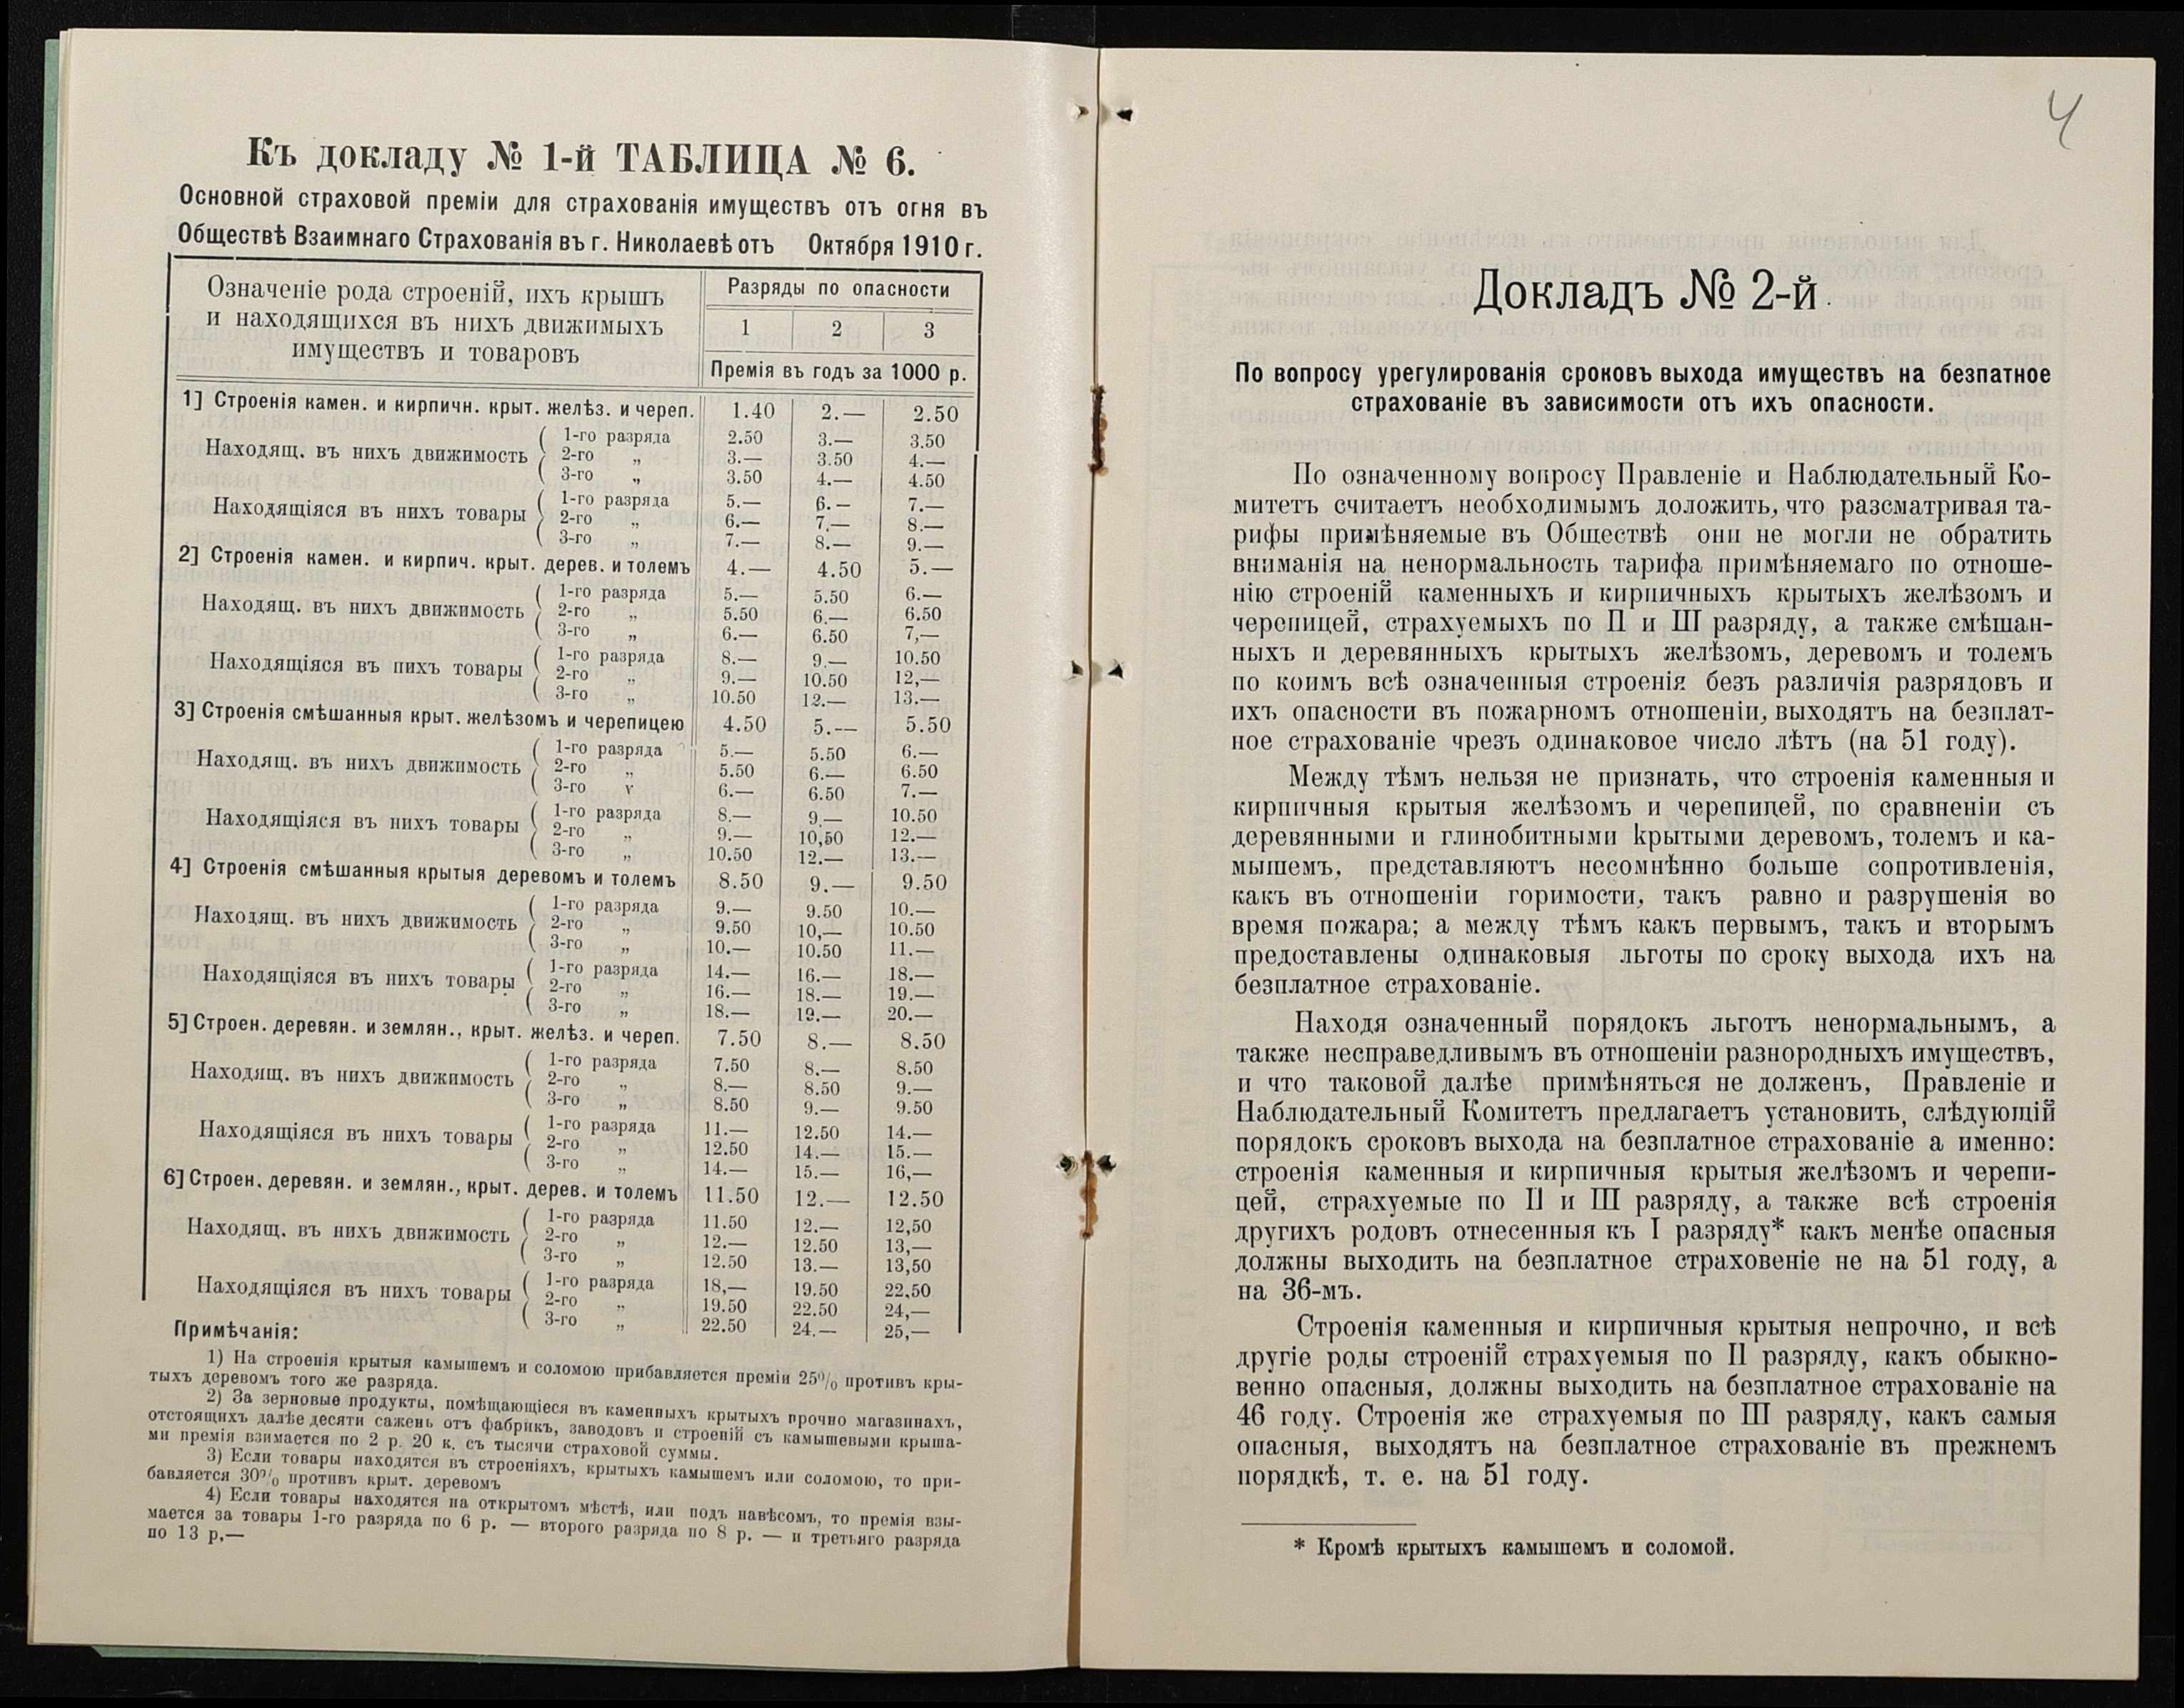 Къ докладу № 1-й ТАБЛИЦА № 6.
Основной страховой преміи для страхованія имуществъ отъ огня въ
Обществѣ Взаимнаго Страхованія въ г. Николаевѣ отъ Октября 1910 г.
Означеніе рода строеній, ихъ крышъ
и находящихся въ нихъ движимыхъ
имуществъ и товаровъ
Разряды по опасности
1 2 3
Премія въ годъ за 1000 р.
1] Строенія камен. и кирпичн. крыт. желѣз. и череп. 1.40 2.— 2.50
Находящ. въ нихъ движимость
1-го разряда 2.50 3.— 3.50
2-го „ 3.— 3.50 4.—
3-го „ 3.50 4.— 4.50
Находящіяся въ нихъ товары
1-го разряда 5.— 6.— 7.—
2-го „ 6.— 7.— 8.—
3-го „ 7.— 8.— 9.—
2] Строенія камен. и кирпич. крыт. дерев. и толемъ 4.— 4.50 5.—
Находящ. въ нихъ движимость
1-го разряда 5.— 5.50 6.—
2-го „ 5.50 6.— 6.50
3-го „ 6.— 6.50 7,—
Находящіяся въ пихъ товары
1-го разряда 8.— 9.— 10.50
2-го „ 9.— 10.50 12,—
3-го „ 10.50 12.— 13.—
3] Строенія смѣшанныя крыт. желѣзомъ и черепицею 4.50 5.— 5.50
Находящ. въ нихъ движимость
1-го разряда 5.— 5.50 6.—
2-го „ 5.50 6.— 6.50
3-го v 6.— 6.50 7.—
Находящіяся въ нихъ товары
1-го разряда 8.— 9.— 10.50
2-го „ 9.— 10,50 12.—
3-го „ 10.50 12.— 13.—
4] Строенія смѣшанныя крытыя деревомъ и толемъ 8.50 9.— 9.50
Находящ. въ нихъ движимость
1-го разряда 9.— 9.50 10.—
2-го „ 9.50 10,— 10.50
3-го „ 10.— 10.50 11.—
Находящіяся въ нихъ товары
1-го разряда 14.— 16.— 18.—
2-го „ 16.— 18.— 19.—
3-го „ 18.— 19.— 20.—
5] Строен. деревян. и землян., крыт. желѣз. и череп. 7.50 8.— 8.50
Находящ. въ нихъ движимость
1-го разряда 7.50 8.— 8.50
2-го „ 8.— 8.50 9.—
3-го „ 8.50 9.— 9.50
Находящіяся въ нихъ товары
1-го разряда 11.— 12.50 14.—
2-го „ 12.50 14.— 15.—
3-го „ 14.— 15.— 16,—
6] Строен. деревян. и землян., крыт. дерев. и толемъ 11.50 12.— 12.50
Находящ. въ нихъ движимость
1-го разряда 11.50 12.— 12,50
2-го „ 12.— 12.50 13,—
3-го „ 12.50 13.— 13,50
Находящіяся въ нихъ товары
1-го разряда 18,— 19.50 22,50
2-го „ 19.50 22.50 24,—
3-го „ 22.50 24.— 25,—
Примѣчанія:
1) На строенія крытыя камышемъ и соломою прибавляется преміи 25% противъ кры-
тыхъ деревомъ того же разряда.
2) За зерновые продукты, помѣщающіеся въ каменныхъ крытыхъ прочно магазинахъ,
отстоящихъ далѣе десяти сажень отъ фабрикъ, заводовъ и строеній съ камышевыми крыша-
ми премія взимается по 2 р. 20 к. съ тысячи страховой суммы.
3) Если товары находятся въ строеніяхъ, крытыхъ камышемъ или соломою, то при-
бавляется 30% противъ крыт. деревомъ
4) Если товары находятся на открытомъ мѣстѣ, или подъ навѣсомъ, то премія взы-
мается за товары 1-го разряда по 6 р. — второго разряда по 8 р. — и третьяго разряда
по 13 р,—
4
Докладъ № 2-й.
По вопросу урегулированія сроковъ выхода имуществъ на безпатное
страхованіе въ зависимости отъ ихъ опасности.
По означенному вопросу Правленіе и Наблюдательный Ко-
митетъ считаетъ необходимымъ доложить, что разсматривая та-
рифы примѣняемые въ Обществѣ они не могли не обратить
вниманія на ненормальность тарифа примѣняемаго по отноше-
нію строеній каменныхъ и кирпичныхъ крытыхъ желѣзомъ и
черепицей, страхуемыхъ по II и III разряду, а также смѣшан-
ныхъ и деревянныхъ крытыхъ желѣзомъ, деревомъ и толемъ
по коимъ всѣ означенныя строенія безъ различія разрядовъ и
ихъ опасности въ пожарномъ отношеніи, выходятъ на безплат-
ное страхованіе чрезъ одинаковое число лѣтъ (на 51 году).
Между тѣмъ нельзя не признать, что строенія каменныя и
кирпичныя крытыя желѣзомъ и черепицей, по сравненіи съ
деревянными и глинобитными крытыми деревомъ, толемъ и ка-
мышемъ, представляютъ несомнѣнно больше сопротивленія,
какъ въ отношеніи горимости, такъ равно и разрушенія во
время пожара; а между тѣмъ какъ первымъ, такъ и вторымъ
предоставлены одинаковыя льготы по сроку выхода ихъ на
безплатное страхованіе.
Находя означенный порядокъ льготъ ненормальнымъ, а
также несправедливымъ въ отношеніи разнородныхъ имуществъ,
и что таковой далѣе примѣняться не долженъ, Правленіе и
Наблюдательный Комитетъ предлагаетъ установить, слѣдующій
порядокъ сроковъ выхода на безплатное страхованіе а именно:
строенія каменныя и кирпичныя крытыя желѣзомъ и черепи-
цей, страхуемые по II и III разряду, а также всѣ строенія
другихъ родовъ отнесенныя къ I разряду* какъ менѣе опасныя
должны выходить на безплатное страховеніе не на 51 году, а
на 36-мъ.
Строенія каменныя и кирпичныя крытыя непрочно, и всѣ
другіе роды строеній страхуемыя по II разряду, какъ обыкно-
венно опасныя, должны выходить на безплатное страхованіе на
46 году. Строенія же страхуемыя по III разряду, какъ самыя
опасныя, выходятъ на безплатное страхованіе въ прежнемъ
порядкѣ, т. е. на 51 году.
* Кромѣ крытыхъ камышемъ и соломой.